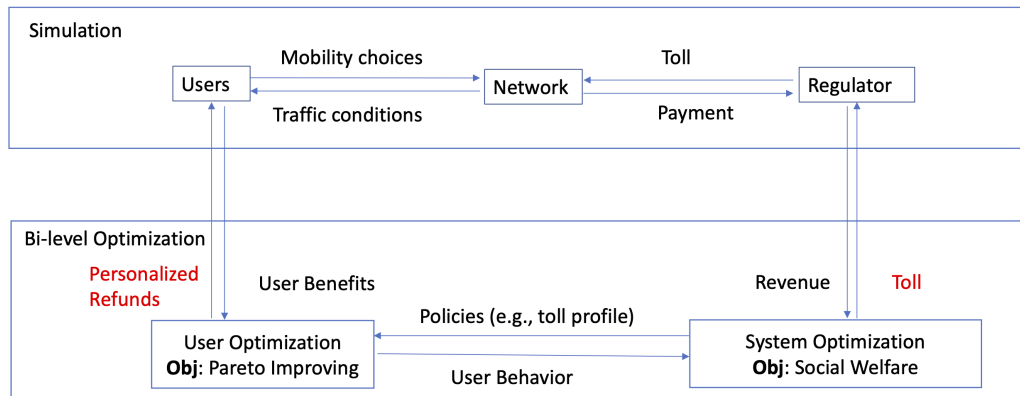 Simulation
Mobility choices
Toll
Users
Network
Regulator
Traffic conditions
Payment
Bi-level Optimization
Personalized
Refunds
User Benefits
Revenue
Toll
Policies (e.g., toll profile)
User Optimization
Obj: Pareto Improving
System Optimization
Obj: Social Welfare
User Behavior